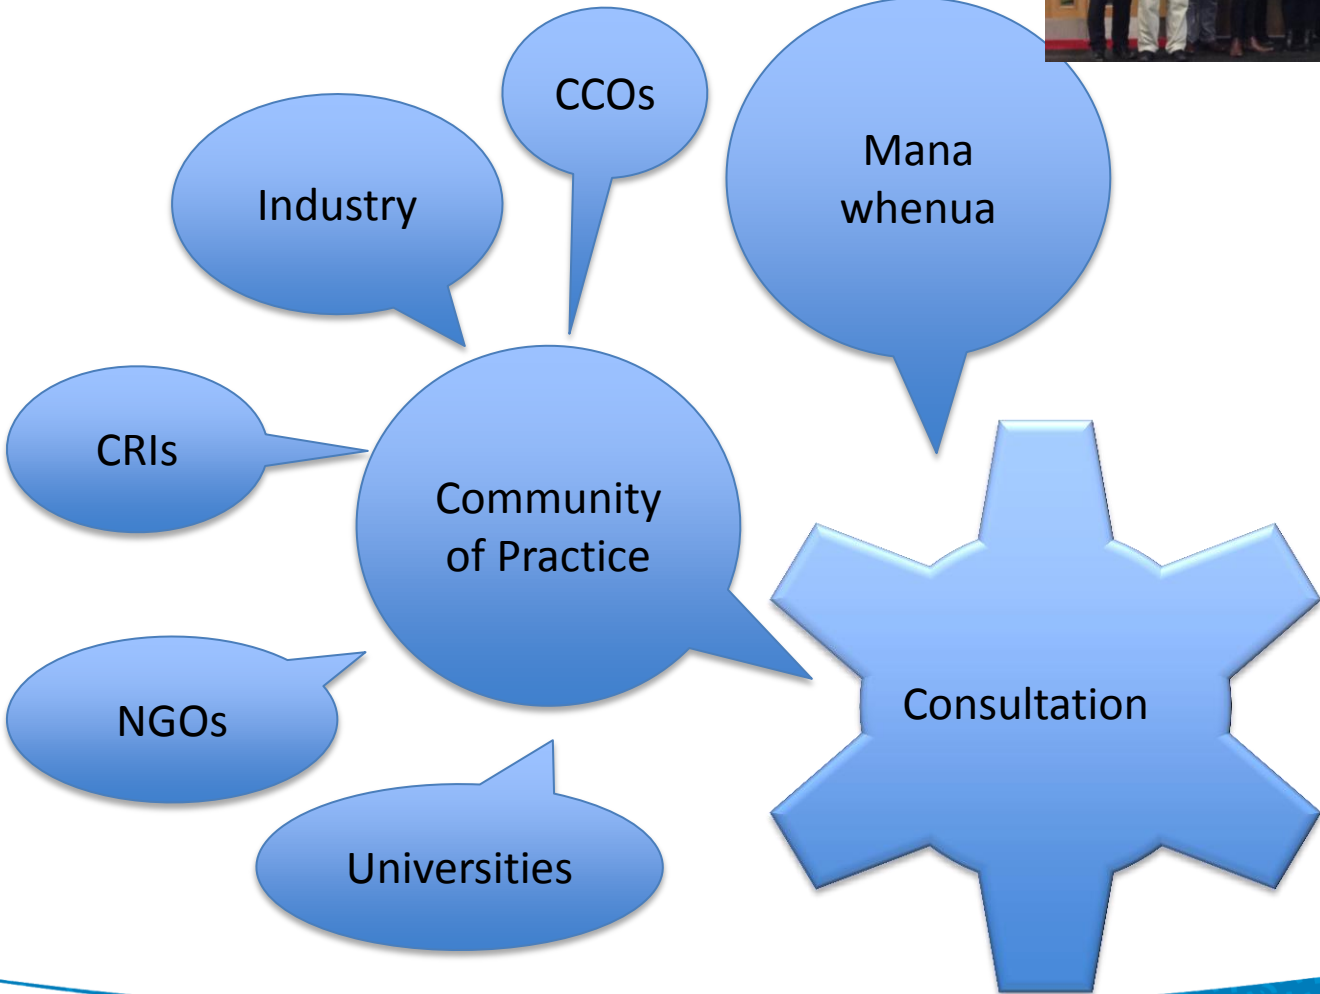 CCOs
Mana
whenua
Industry
CRIs
Community
of Practice
Consultation
NGOs
Universities